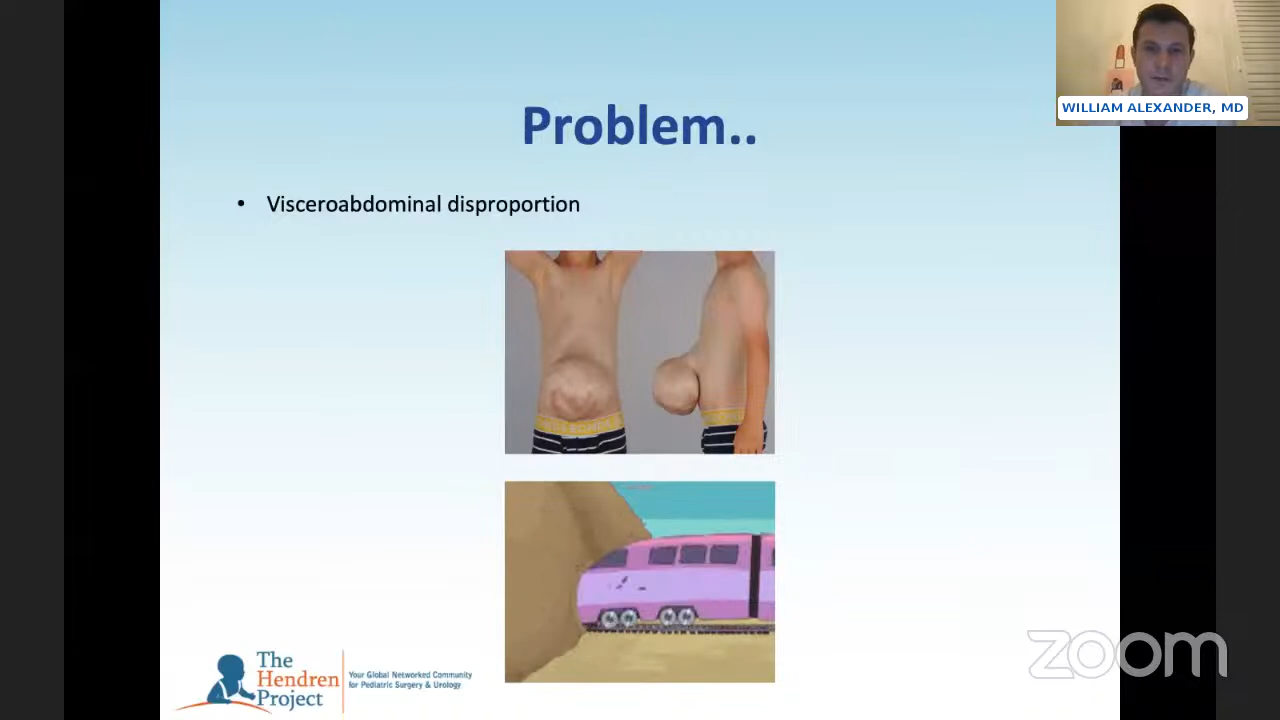 Problem..
WILLIAM ALEXANDER, MD
• Visceroabdominal disproportion
The
Hendren
Project
Your Global Networked Community
for Pediatric Surgery & Urology
zoom